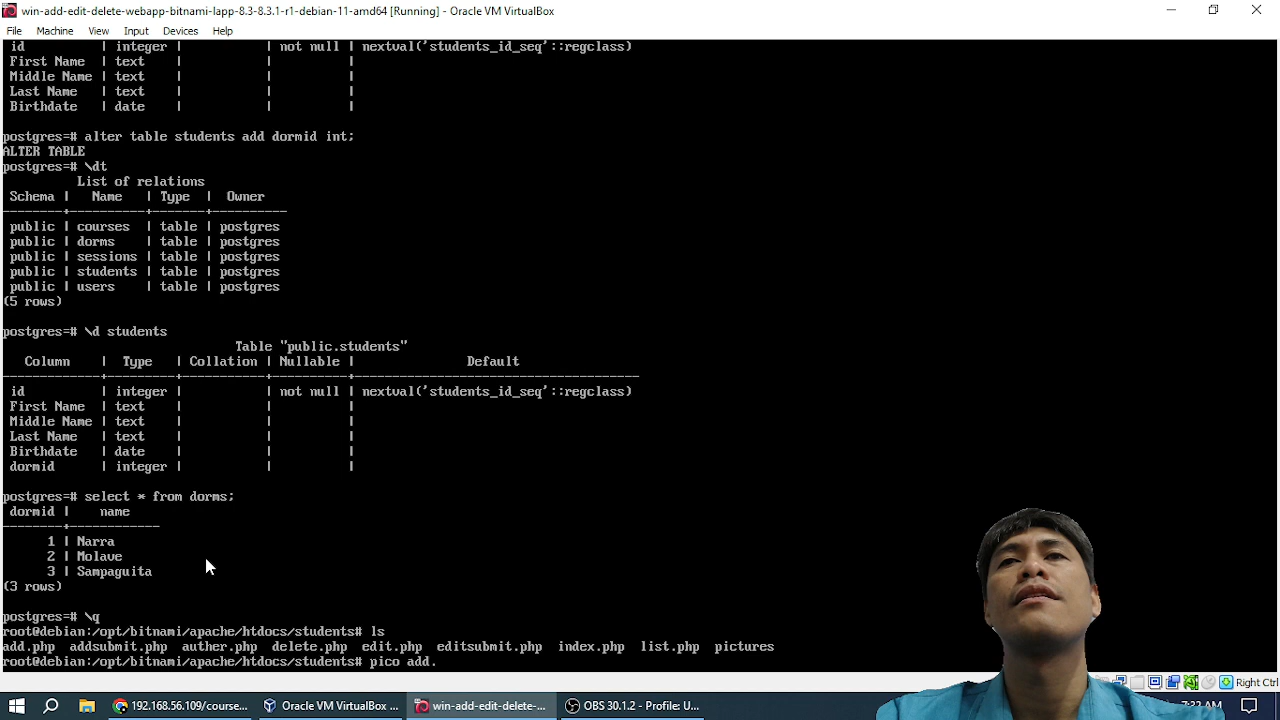 win-add-edit-delete-webapp-bitnami-lapp-8.3-8.3.1-r1-debian-11-amd64 [Running] - Oracle VM VirtualBox
File Machine View Input Devices Help
id | integer | | not null | nextval('students_id_seq'::regclass)
First Name | text | | |
Middle Name | text | | |
Last Name | text | | |
Birthdate | date | | |
postgres=# alter table students add dormid int;
ALTER TABLE
postgres=# \dt
List of relations
Schema | Name | Type | Owner
--------+----------+-------+----------
public | courses | table | postgres
public | dorms | table | postgres
public | sessions | table | postgres
public | students | table | postgres
public | users | table | postgres
(5 rows)
postgres=# \d students
Table "public.students"
Column | Type | Collation | Nullable | Default
-------------+---------+-----------+----------+--------------------------------------
id | integer | | not null | nextval('students_id_seq'::regclass)
First Name | text | | |
Middle Name | text | | |
Last Name | text | | |
Birthdate | date | | |
dormid | integer | | |
postgres=# select * from dorms;
dormid | name
--------+------------
1 | Narra
2 | Molave
3 | Sampaguita
(3 rows)
postgres=# \q
root@debian:/opt/bitnami/apache/htdocs/students# ls
add.php addsubmit.php auther.php delete.php edit.php editsubmit.php index.php list.php pictures
root@debian:/opt/bitnami/apache/htdocs/students# pico add.
Right Ctrl
192.168.56.109/course... Oracle VM VirtualBox ... win-add-edit-delete-... OBS 30.1.2 - Profile: U...